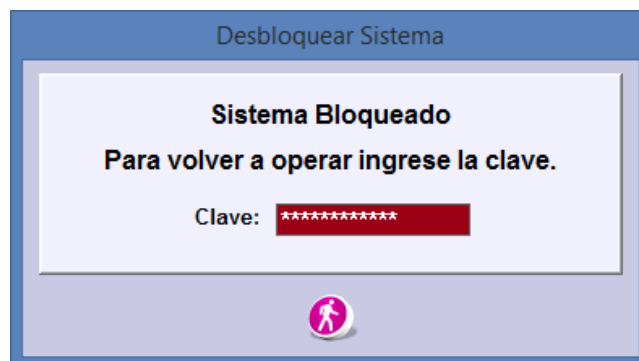 Desbloquear Sistema
Sistema Bloqueado
Para volver a operar ingrese la clave.
Clave: ************